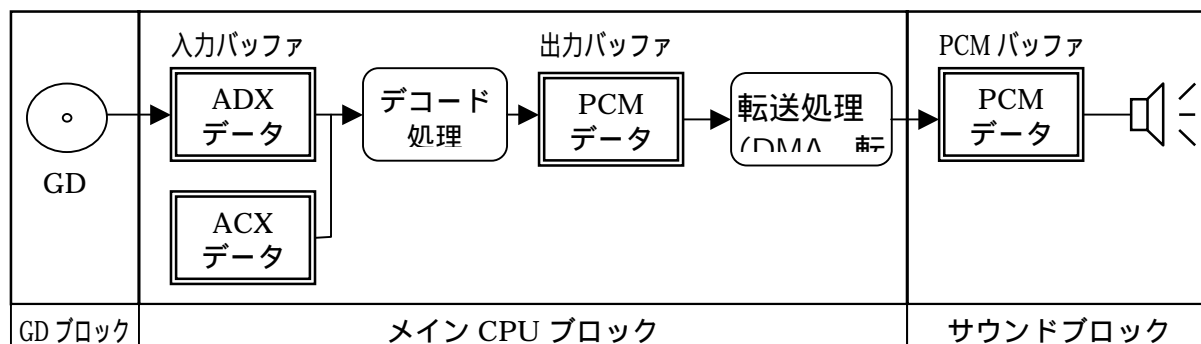 入力バッファ
出力バッファ
PCM バッファ
ADX
データ
デコード
処理
PCM
データ
転送処理
(DMA 転
PCM
データ
GD
ACX
データ
GD ブロック
メイン CPU ブロック
サウンドブロック